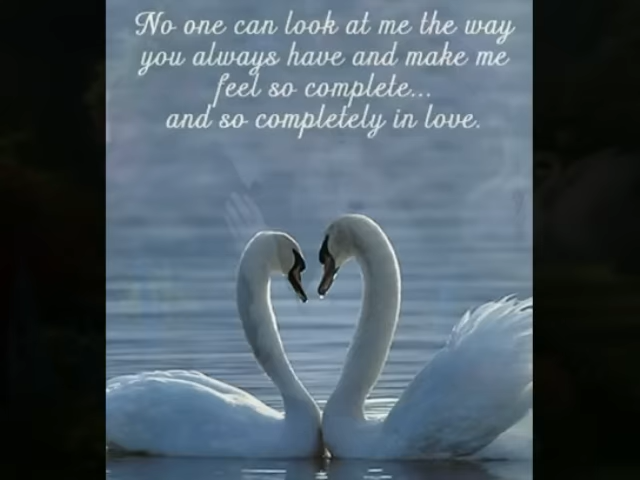 No one can look at me the way
you always have and make me
feel so complete...
and so completely in love.